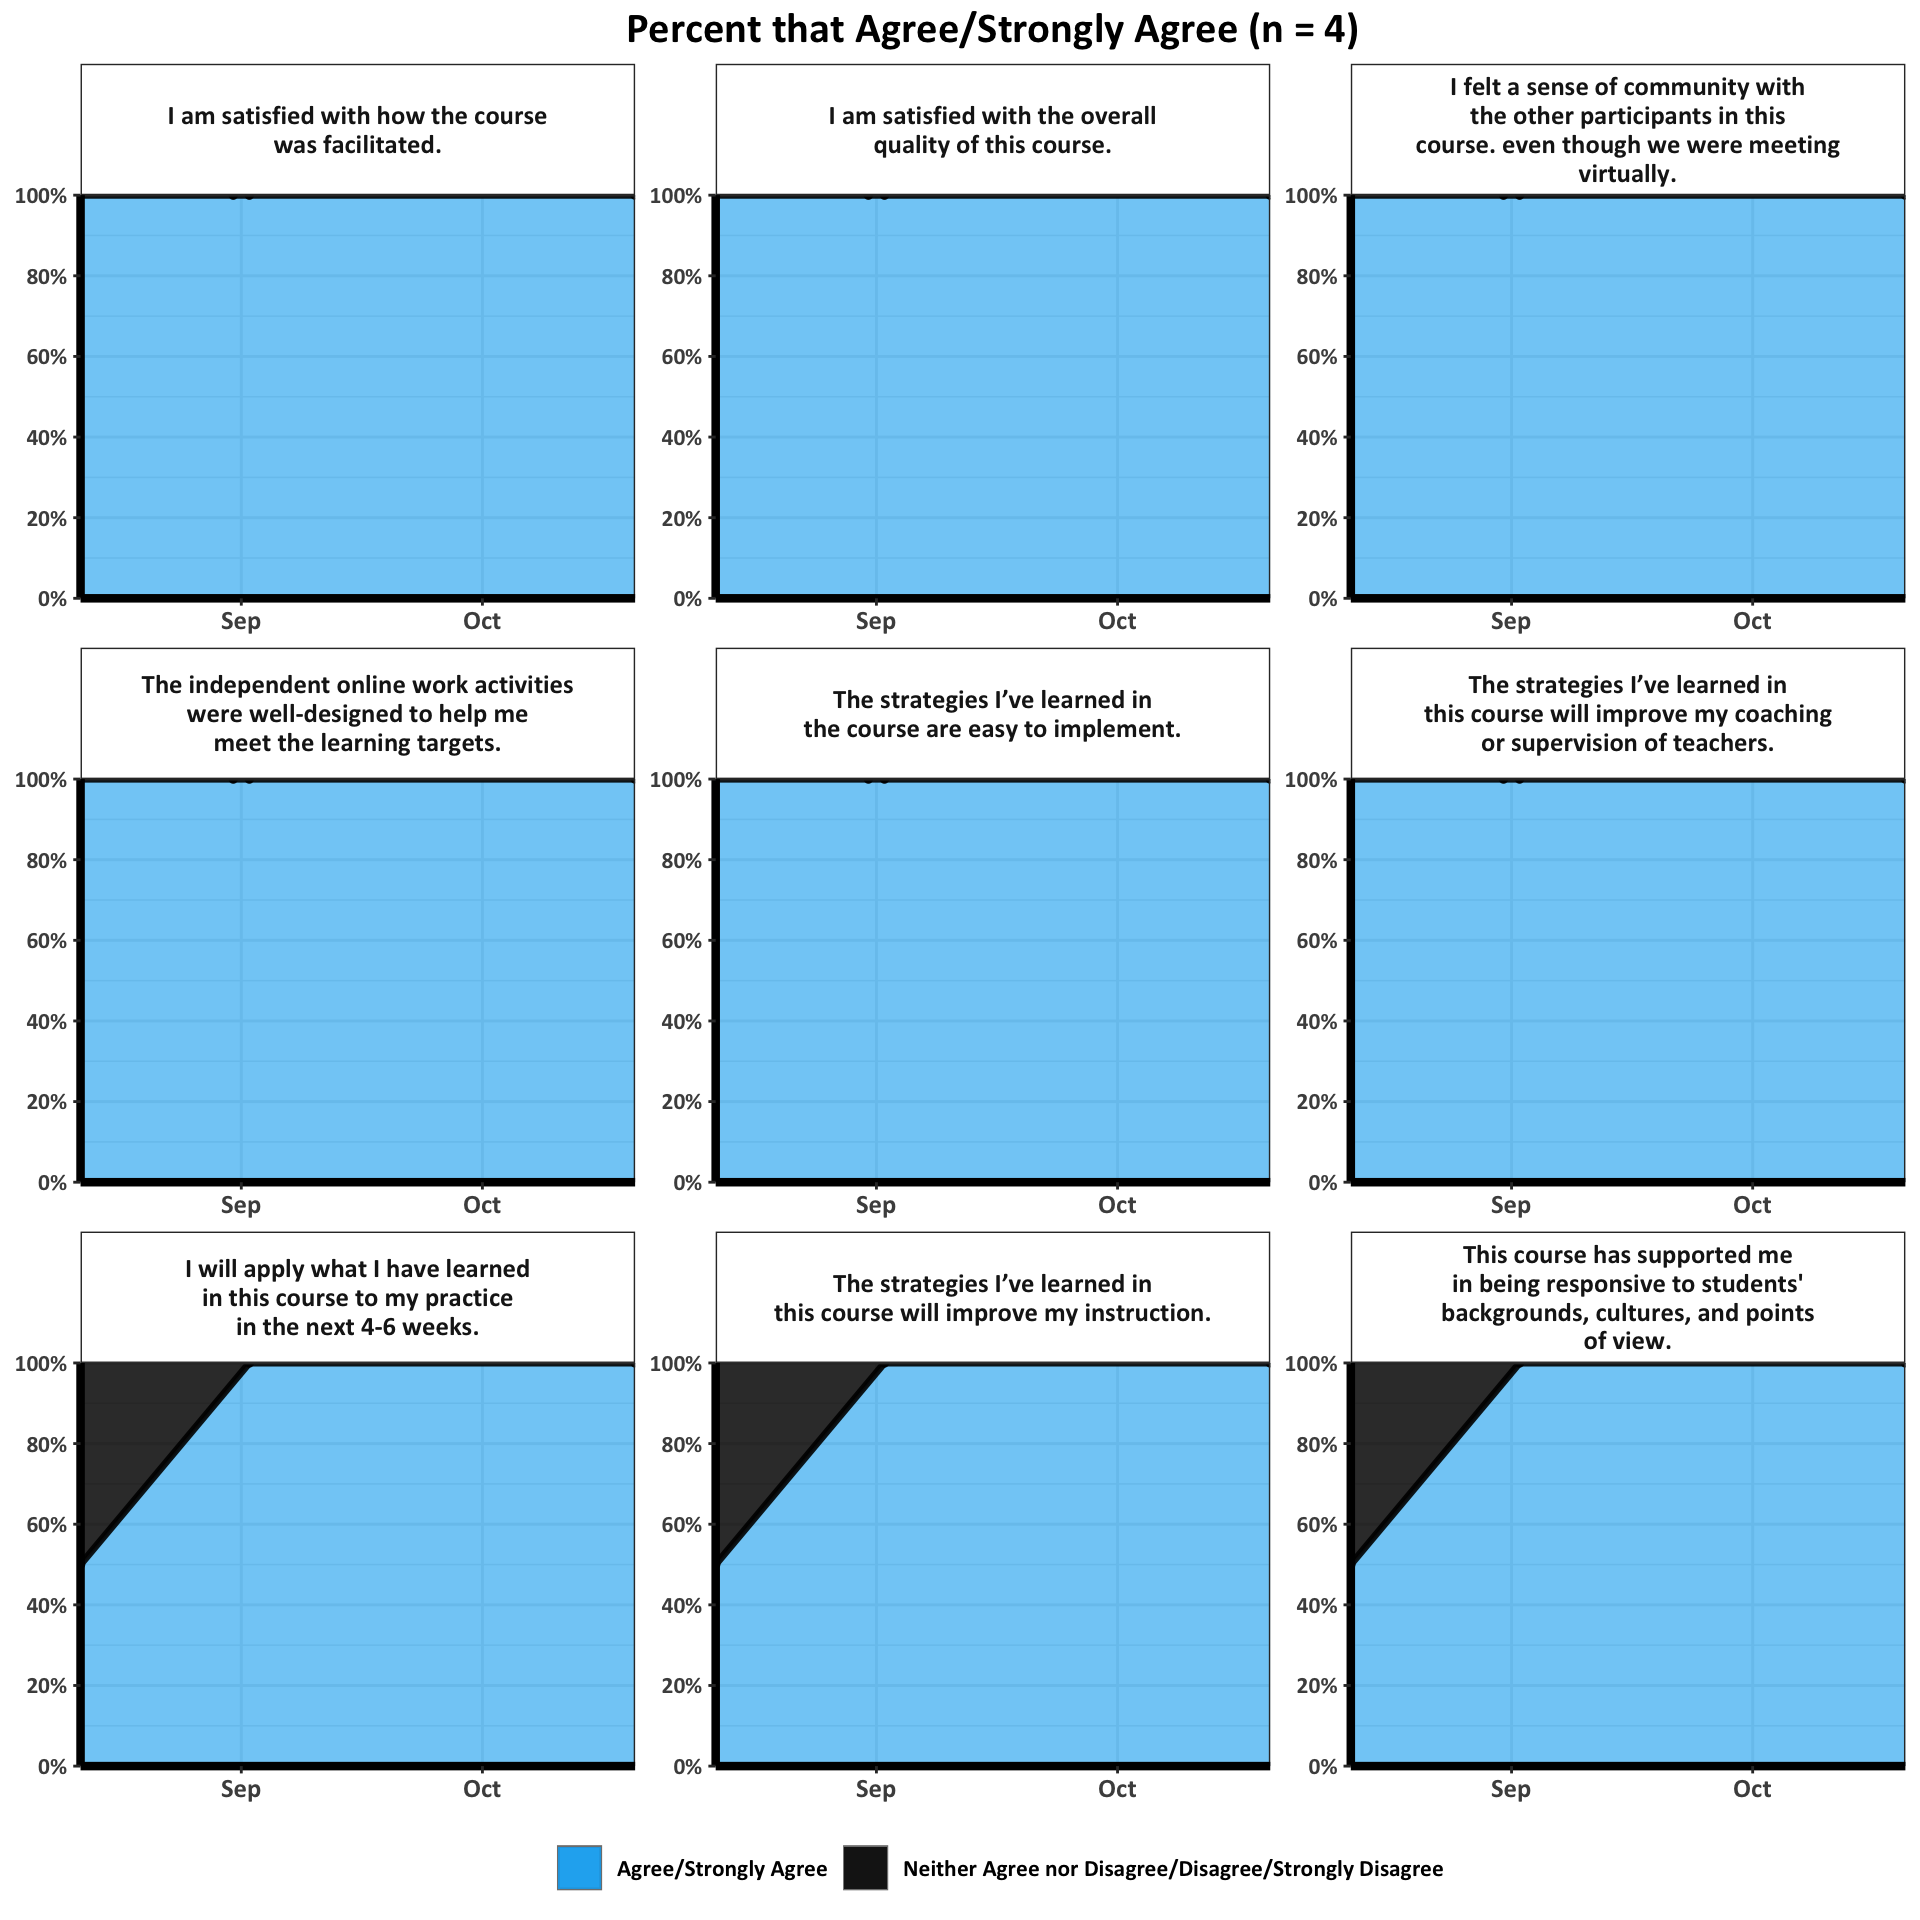 Percent that Agree/Strongly Agree (n = 4)
I am satisfied with how the course
was facilitated.
100%
80%
60%
40%
20%
0%
Sep
Oct
I am satisfied with the overall
quality of this course.
100%
80%
60%
40%
20%
0%
Sep
Oct
I felt a sense of community with
the other participants in this
course. even though we were meeting
virtually.
100%
80%
60%
40%
20%
0%
Sep
Oct
The independent online work activities
were well-designed to help me
meet the learning targets.
100%
80%
60%
40%
20%
0%
Sep
Oct
The strategies I’ve learned in
the course are easy to implement.
100%
80%
60%
40%
20%
0%
Sep
Oct
The strategies I’ve learned in
this course will improve my coaching
or supervision of teachers.
100%
80%
60%
40%
20%
0%
Sep
Oct
I will apply what I have learned
in this course to my practice
in the next 4-6 weeks.
100%
80%
60%
40%
20%
0%
Sep
Oct
The strategies I’ve learned in
this course will improve my instruction.
100%
80%
60%
40%
20%
0%
Sep
Oct
This course has supported me
in being responsive to students'
backgrounds, cultures, and points
of view.
100%
80%
60%
40%
20%
0%
Sep
Oct
Agree/Strongly Agree
Neither Agree nor Disagree/Disagree/Strongly Disagree